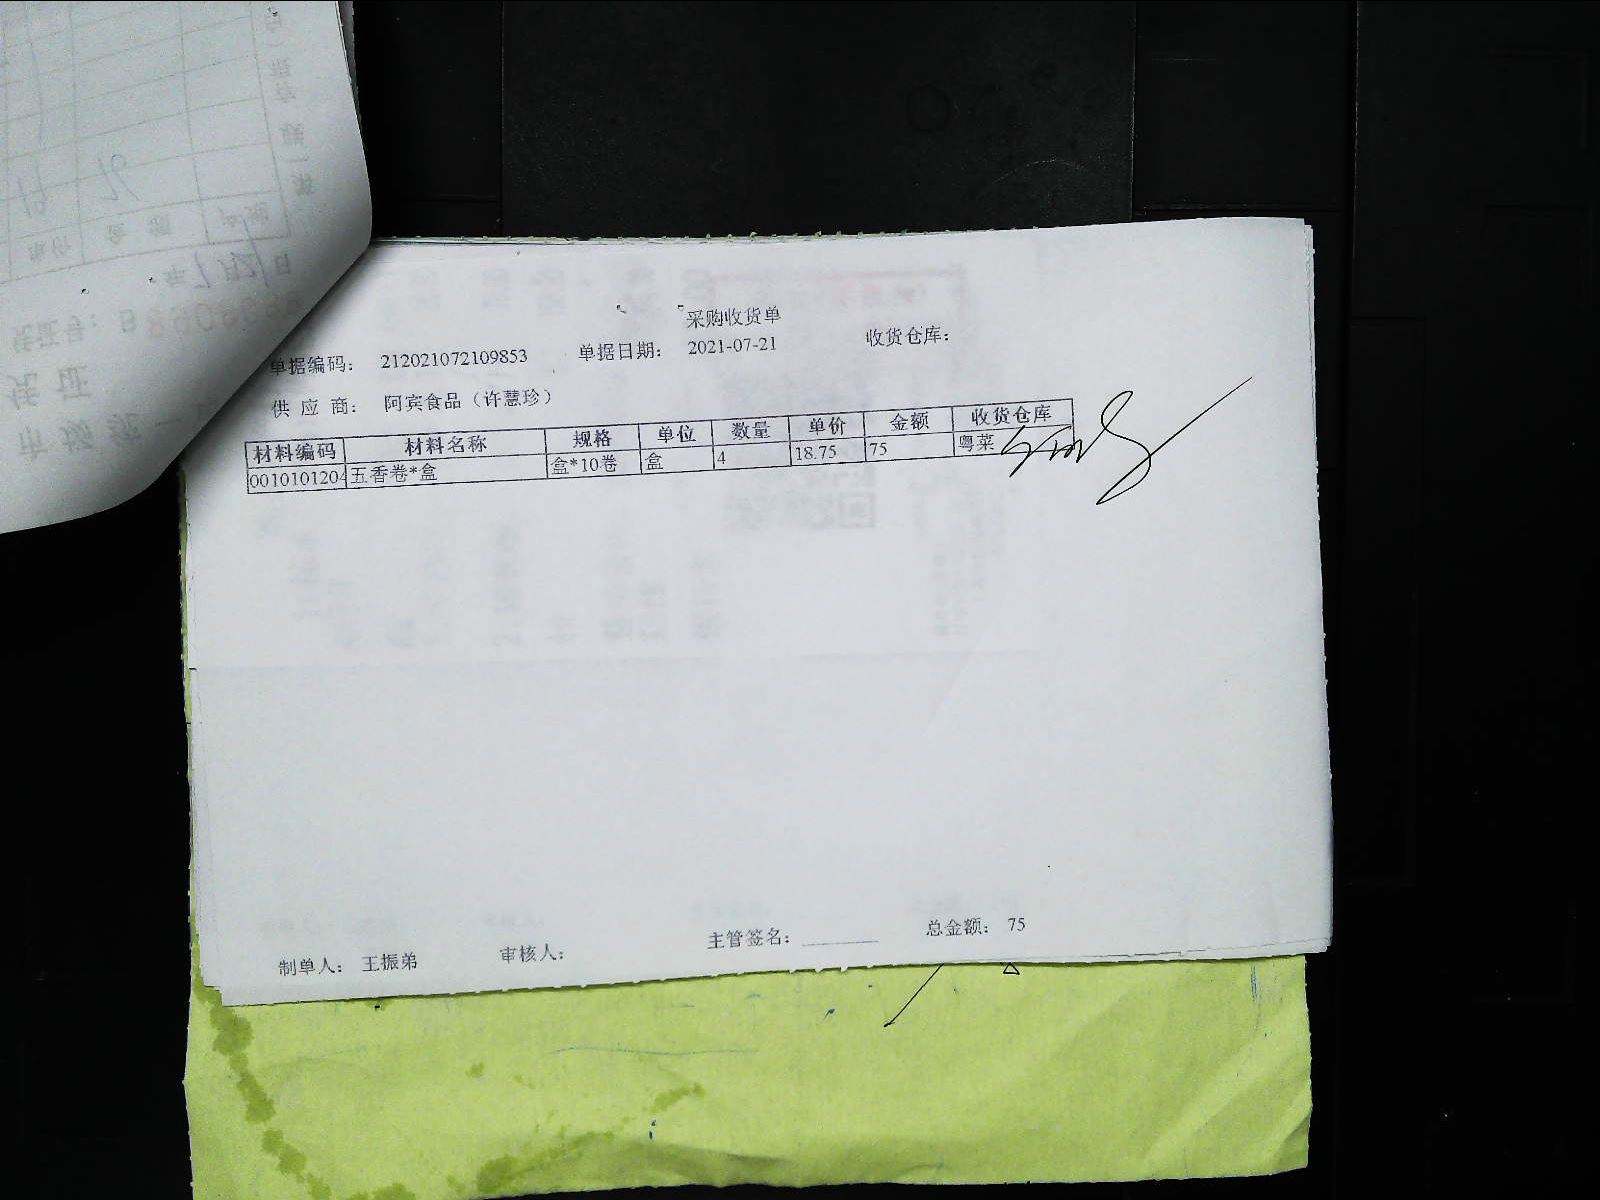 采购收货单
单据编码： 212021072109853 单据日期： 2021-07-21 收货仓库：
供 应 商： 阿宾食品（许慧珍）
材料编码 材料名称 规格 单位 数量 单价 金额 收货仓库
0010101204 五香卷*盒 盒*10卷 盒 4 18.75 75 粤菜
制单人： 王振弟 审核人： 主管签名： ________ 总金额： 75